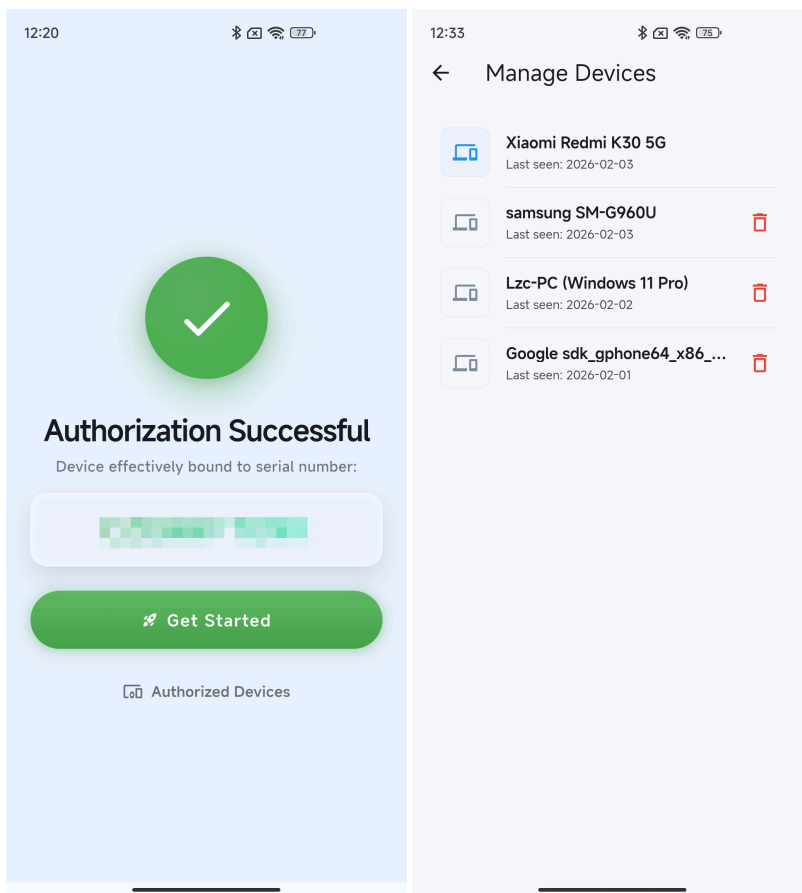 12:20
77
Authorization Successful
Device effectively bound to serial number:
Get Started
Authorized Devices
12:33
75
Manage Devices
Xiaomi Redmi K30 5G
Last seen: 2026-02-03
samsung SM-G960U
Last seen: 2026-02-03
Lzc-PC (Windows 11 Pro)
Last seen: 2026-02-02
Google sdk_gphone64_x86_...
Last seen: 2026-02-01